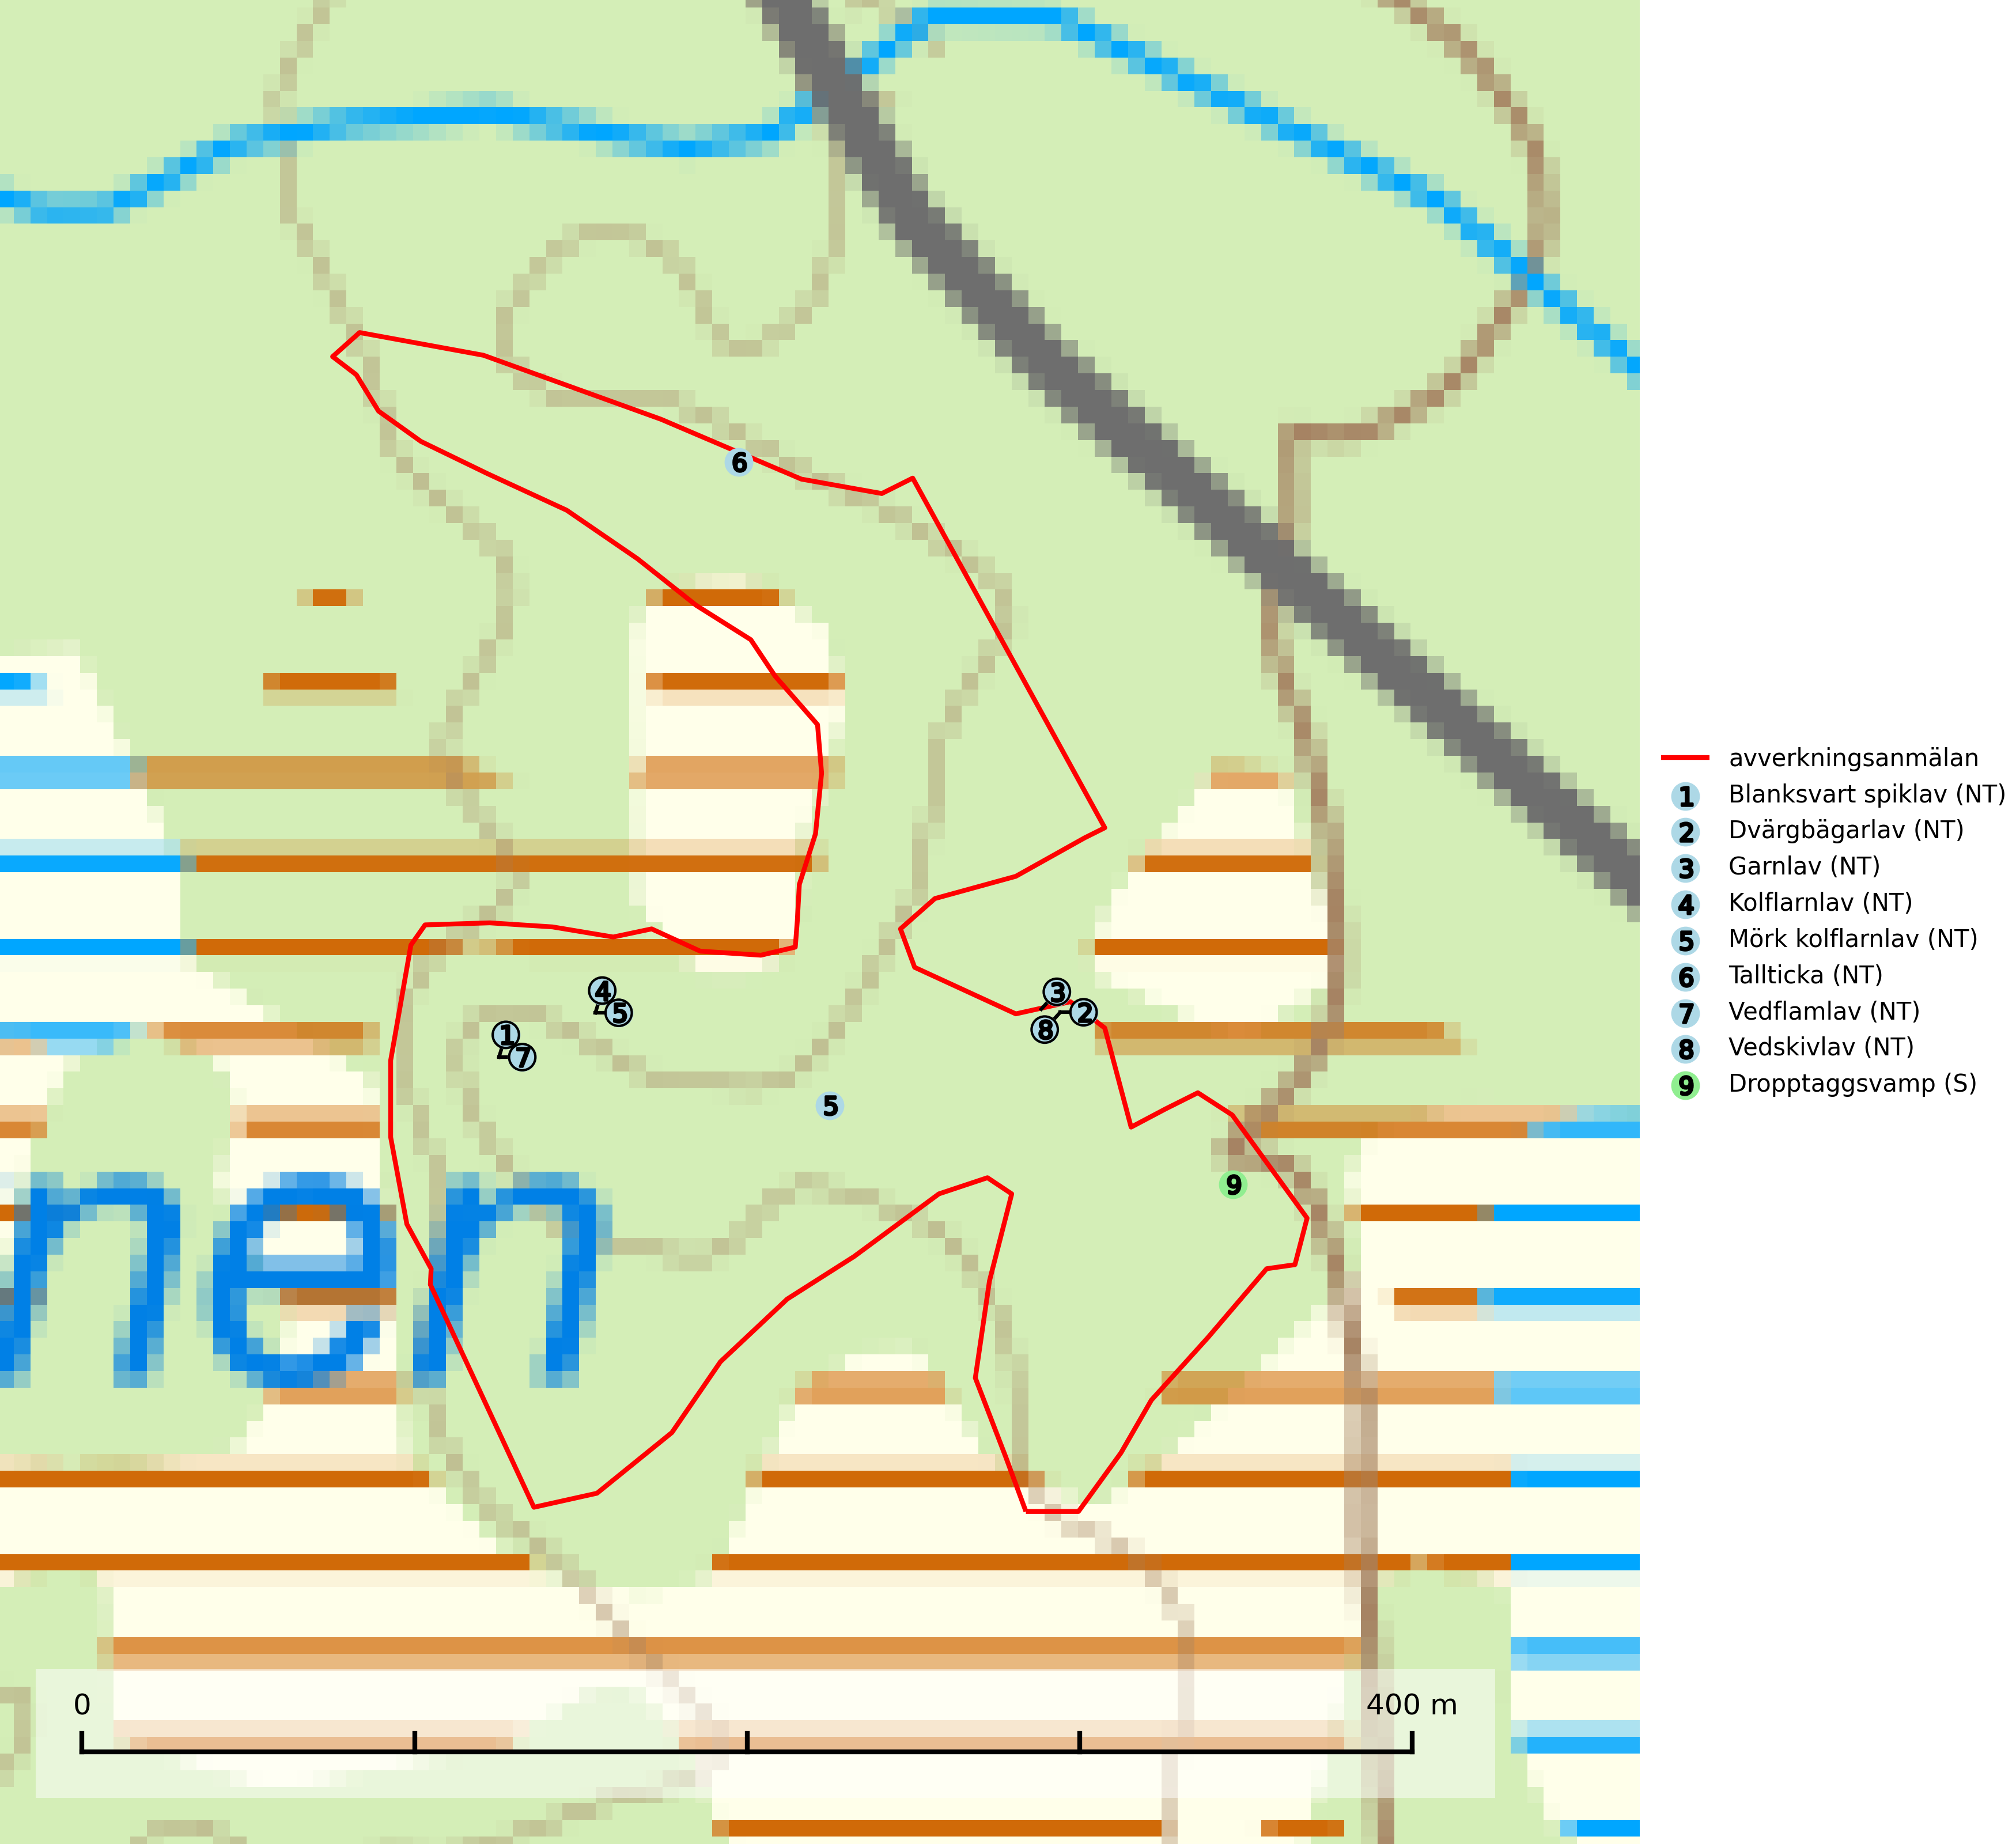 6
4
5
3
2
1
8
7
5
9
nen
0
400 m
avverkningsanmälan
1 Blanksvart spiklav (NT)
2 Dvärgbägarlav (NT)
3 Garnlav (NT)
4 Kolflarnlav (NT)
5 Mörk kolflarnlav (NT)
6 Tallticka (NT)
7 Vedflamlav (NT)
8 Vedskivlav (NT)
9 Dropptaggsvamp (S)